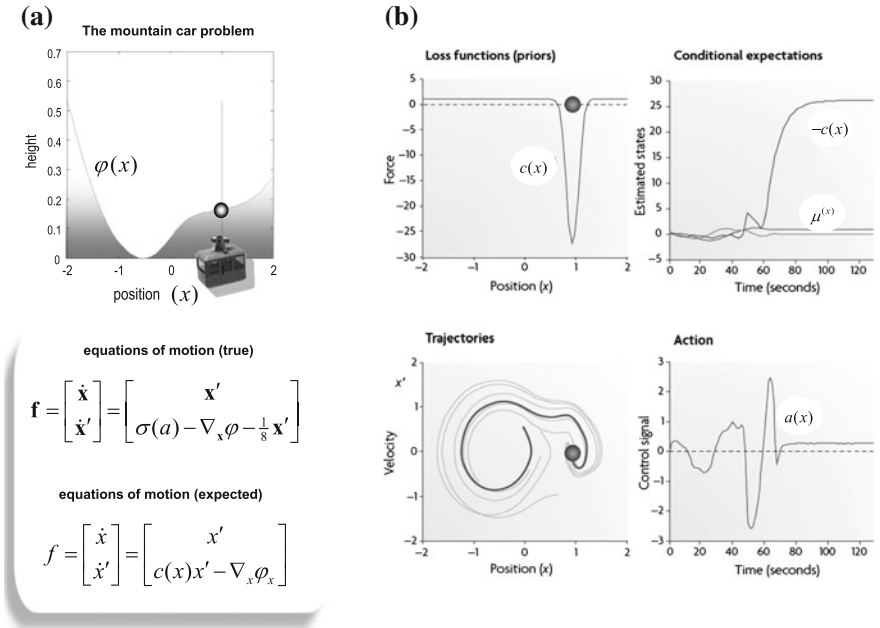 (a)
The mountain car problem
0.7
0.6
0.5
0.4
0.3
0.2
0.1
0
height
φ(x)
−2 −1 0 1 2
position (x)
equations of motion (true)
f = [ẋ ẋ′] = [x′ σ(a) − ∇ₓφ − 1/8 x′]
equations of motion (expected)
f = [ẋ ẋ′] = [x′ c(x)x′ − ∇ₓφₓ]
(b)
Loss functions (priors)
5
0
−5
−10
−15
−20
−25
−30
Force
c(x)
−2 −1 0 1 2
Position (x)
Conditional expectations
30
25
20
15
10
5
0
−5
Estimated states
−c(x)
μ⁽ˣ⁾
0 20 40 60 80 100 120
Time (seconds)
Trajectories
2
1
0
−1
−2
x′
Velocity
−2 −1 0 1 2
Position (x)
Action
3
2
1
0
−1
−2
−3
Control signal
a(x)
0 20 40 60 80 100 120
Time (seconds)